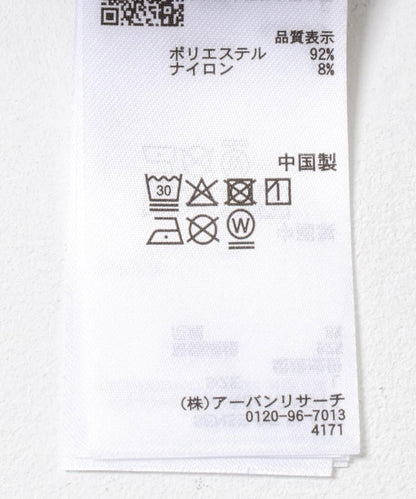 品質表示
ポリエステル 92%
ナイロン 8%
中国製
30
W
(株)アーバンリサーチ
0120-96-7013
4171